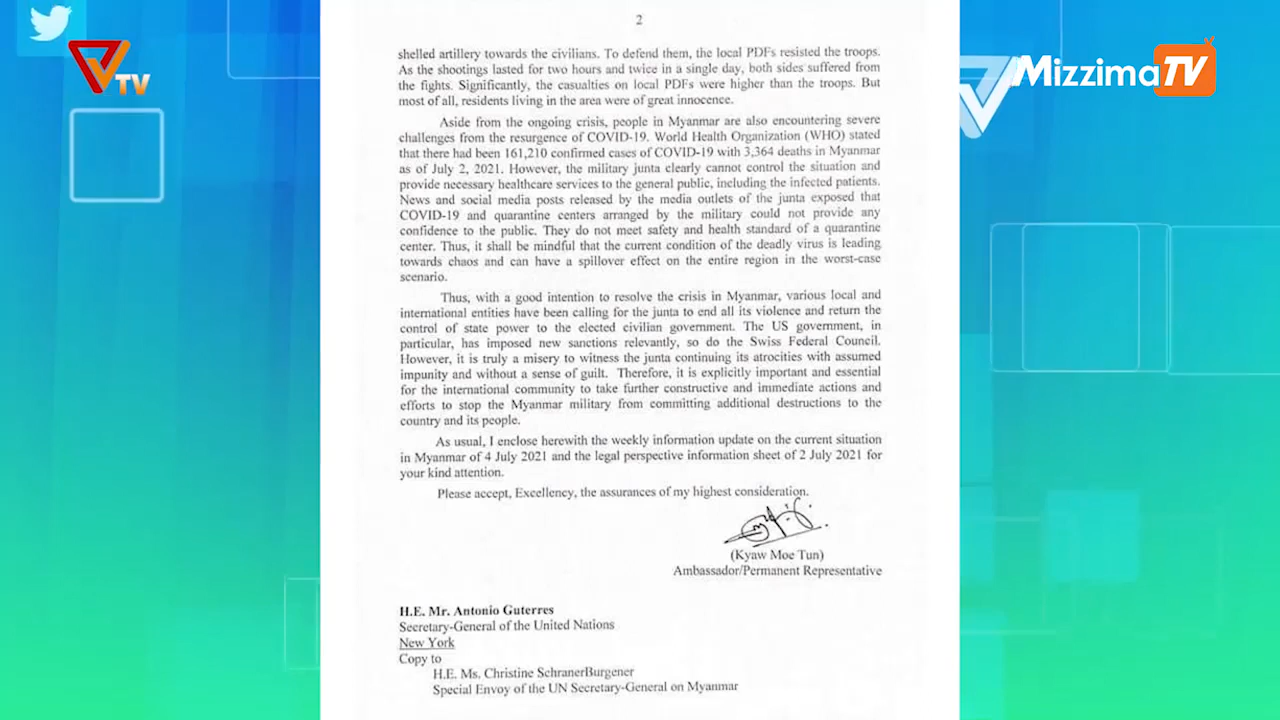 TV
MizzimaTV
2
shelled artillery towards the civilians. To defend them, the local PDFs resisted the troops.
As the shootings lasted for two hours and twice in a single day, both sides suffered from
the fights. Significantly, the casualties on local PDFs were higher than the troops. But
most of all, residents living in the area were of great innocence.
Aside from the ongoing crisis, people in Myanmar are also encountering severe
challenges from the resurgence of COVID-19. World Health Organization (WHO) stated
that there had been 161,210 confirmed cases of COVID-19 with 3,364 deaths in Myanmar
as of July 2, 2021. However, the military junta clearly cannot control the situation and
provide necessary healthcare services to the general public, including the infected patients.
News and social media posts released by the media outlets of the junta exposed that
COVID-19 and quarantine centers arranged by the military could not provide any
confidence to the public. They do not meet safety and health standard of a quarantine
center. Thus, it shall be mindful that the current condition of the deadly virus is leading
towards chaos and can have a spillover effect on the entire region in the worst-case
scenario.
Thus, with a good intention to resolve the crisis in Myanmar, various local and
international entities have been calling for the junta to end all its violence and return the
control of state power to the elected civilian government. The US government, in
particular, has imposed new sanctions relevantly, so do the Swiss Federal Council.
However, it is truly a misery to witness the junta continuing its atrocities with assumed
impunity and without a sense of guilt. Therefore, it is explicitly important and essential
for the international community to take further constructive and immediate actions and
efforts to stop the Myanmar military from committing additional destructions to the
country and its people.
As usual, I enclose herewith the weekly information update on the current situation
in Myanmar of 4 July 2021 and the legal perspective information sheet of 2 July 2021 for
your kind attention.
Please accept, Excellency, the assurances of my highest consideration.
(Kyaw Moe Tun)
Ambassador/Permanent Representative
H.E. Mr. Antonio Guterres
Secretary-General of the United Nations
New York
Copy to
H.E. Ms. Christine SchranerBurgener
Special Envoy of the UN Secretary-General on Myanmar